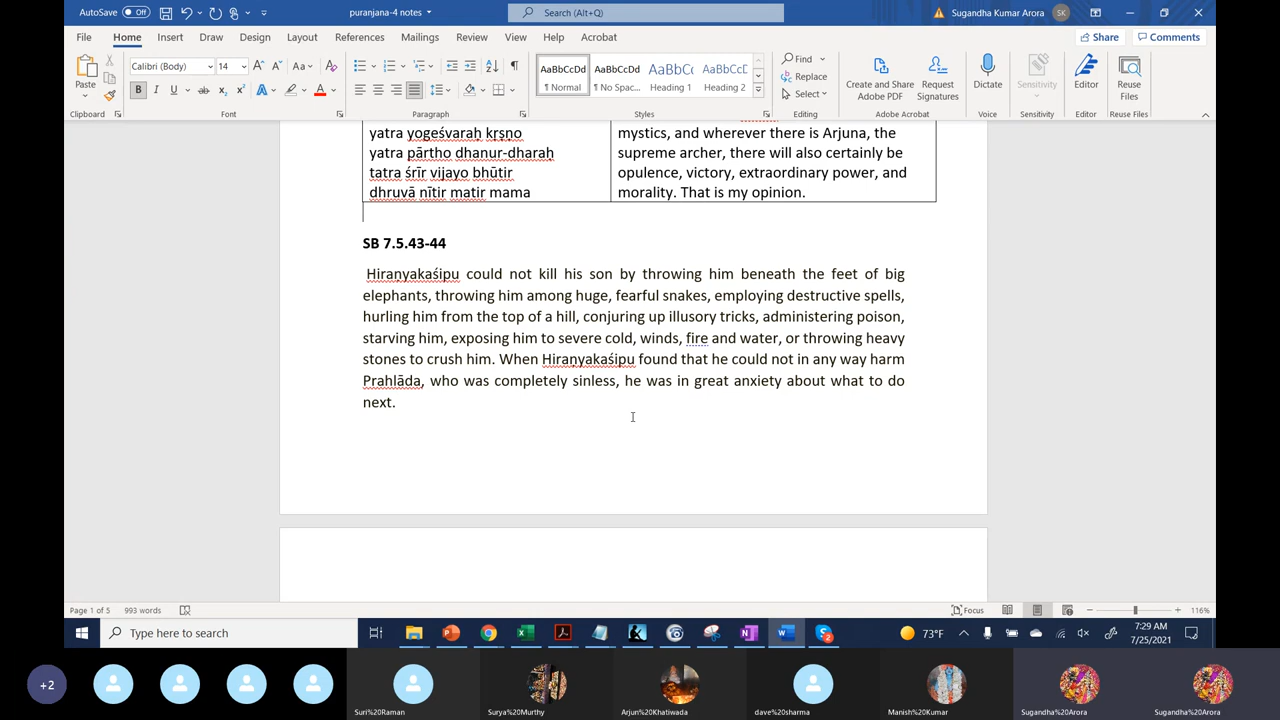 AutoSave Off
puranjana-4 notes
Search (Alt+Q)
Sugandha Kumar Arora SK
File Home Insert Draw Design Layout References Mailings Review View Help Acrobat Share Comments
Calibri (Body) 14
Paste
Clipboard Font Paragraph
AaBbCcDd AaBbCcDd AaBbCc AaBbCcD
¶ Normal ¶ No Spac... Heading 1 Heading 2
Styles
Find
Replace
Select
Editing
Create and Share Adobe PDF
Request Signatures
Adobe Acrobat
Dictate
Voice
Sensitivity
Sensitivity
Editor
Editor
Reuse Files
Reuse Files
yatra yogeśvaraḥ kṛṣṇo
yatra pārtho dhanur-dharaḥ
tatra śrīr vijayo bhūtir
dhruvā nītir matir mama
mystics, and wherever there is Arjuna, the
supreme archer, there will also certainly be
opulence, victory, extraordinary power, and
morality. That is my opinion.
SB 7.5.43-44
Hiraṇyakaśipu could not kill his son by throwing him beneath the feet of big
elephants, throwing him among huge, fearful snakes, employing destructive spells,
hurling him from the top of a hill, conjuring up illusory tricks, administering poison,
starving him, exposing him to severe cold, winds, fire and water, or throwing heavy
stones to crush him. When Hiraṇyakaśipu found that he could not in any way harm
Prahlāda, who was completely sinless, he was in great anxiety about what to do
next.
Page 1 of 5 993 words
Focus
116%
Type here to search
73°F
7:29 AM
7/25/2021
+2
Suri%20Raman
Surya%20Murthy
Arjun%20Khatiwada
dave%20sharma
Manish%20Kumar
Sugandha%20Arora
Sugandha%20Arora